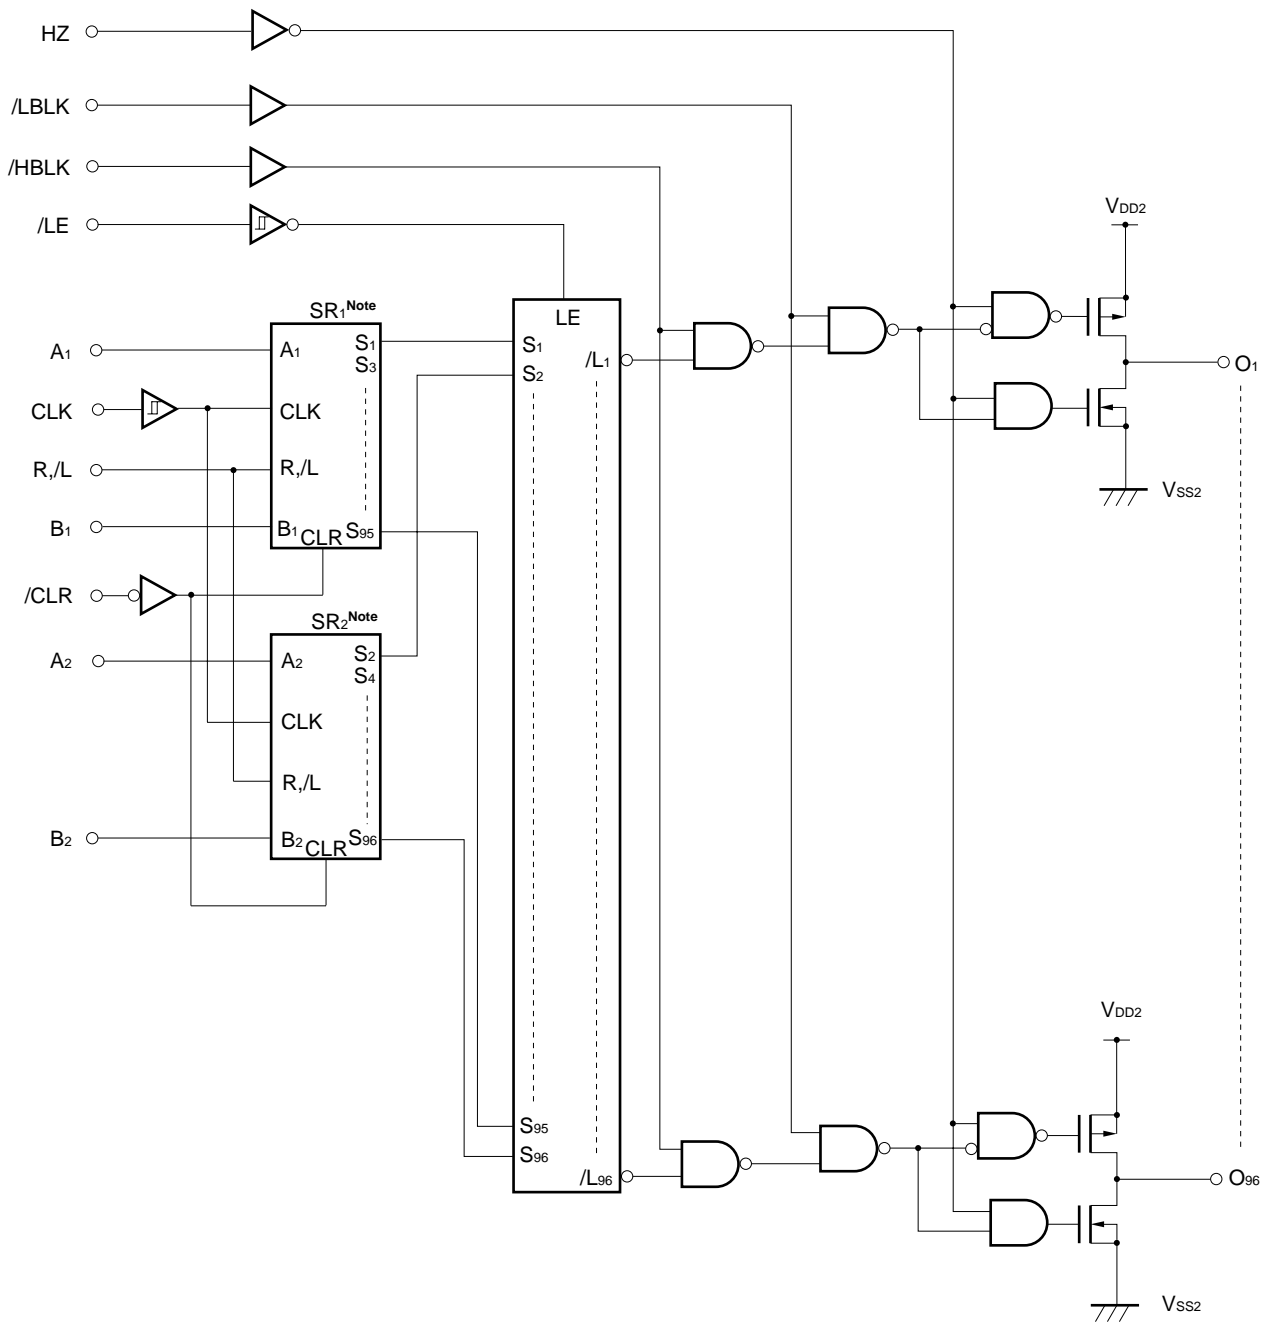 HZ
/LBLK
/HBLK
/LE
VDD2
SR1Note
LE
A1
A1
S1
S3
S1
S2
/L1
O1
CLK
CLK
R,/L
R,/L
VSS2
B1
B1
CLR
S95
/CLR
SR2Note
A2
A2
S2
S4
CLK
R,/L
B2
B2
CLR
S96
VDD2
S95
S96
/L96
O96
VSS2